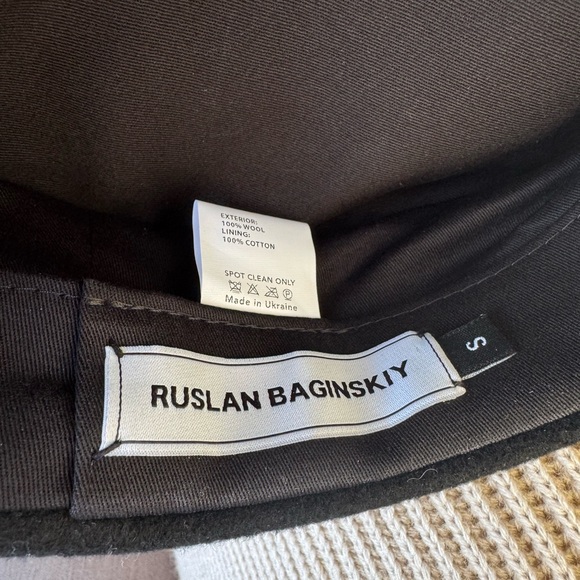 EXTERIOR:
100% WOOL
LINING:
100% COTTON
SPOT CLEAN ONLY
Made in Ukraine
RUSLAN BAGINSKIY
S